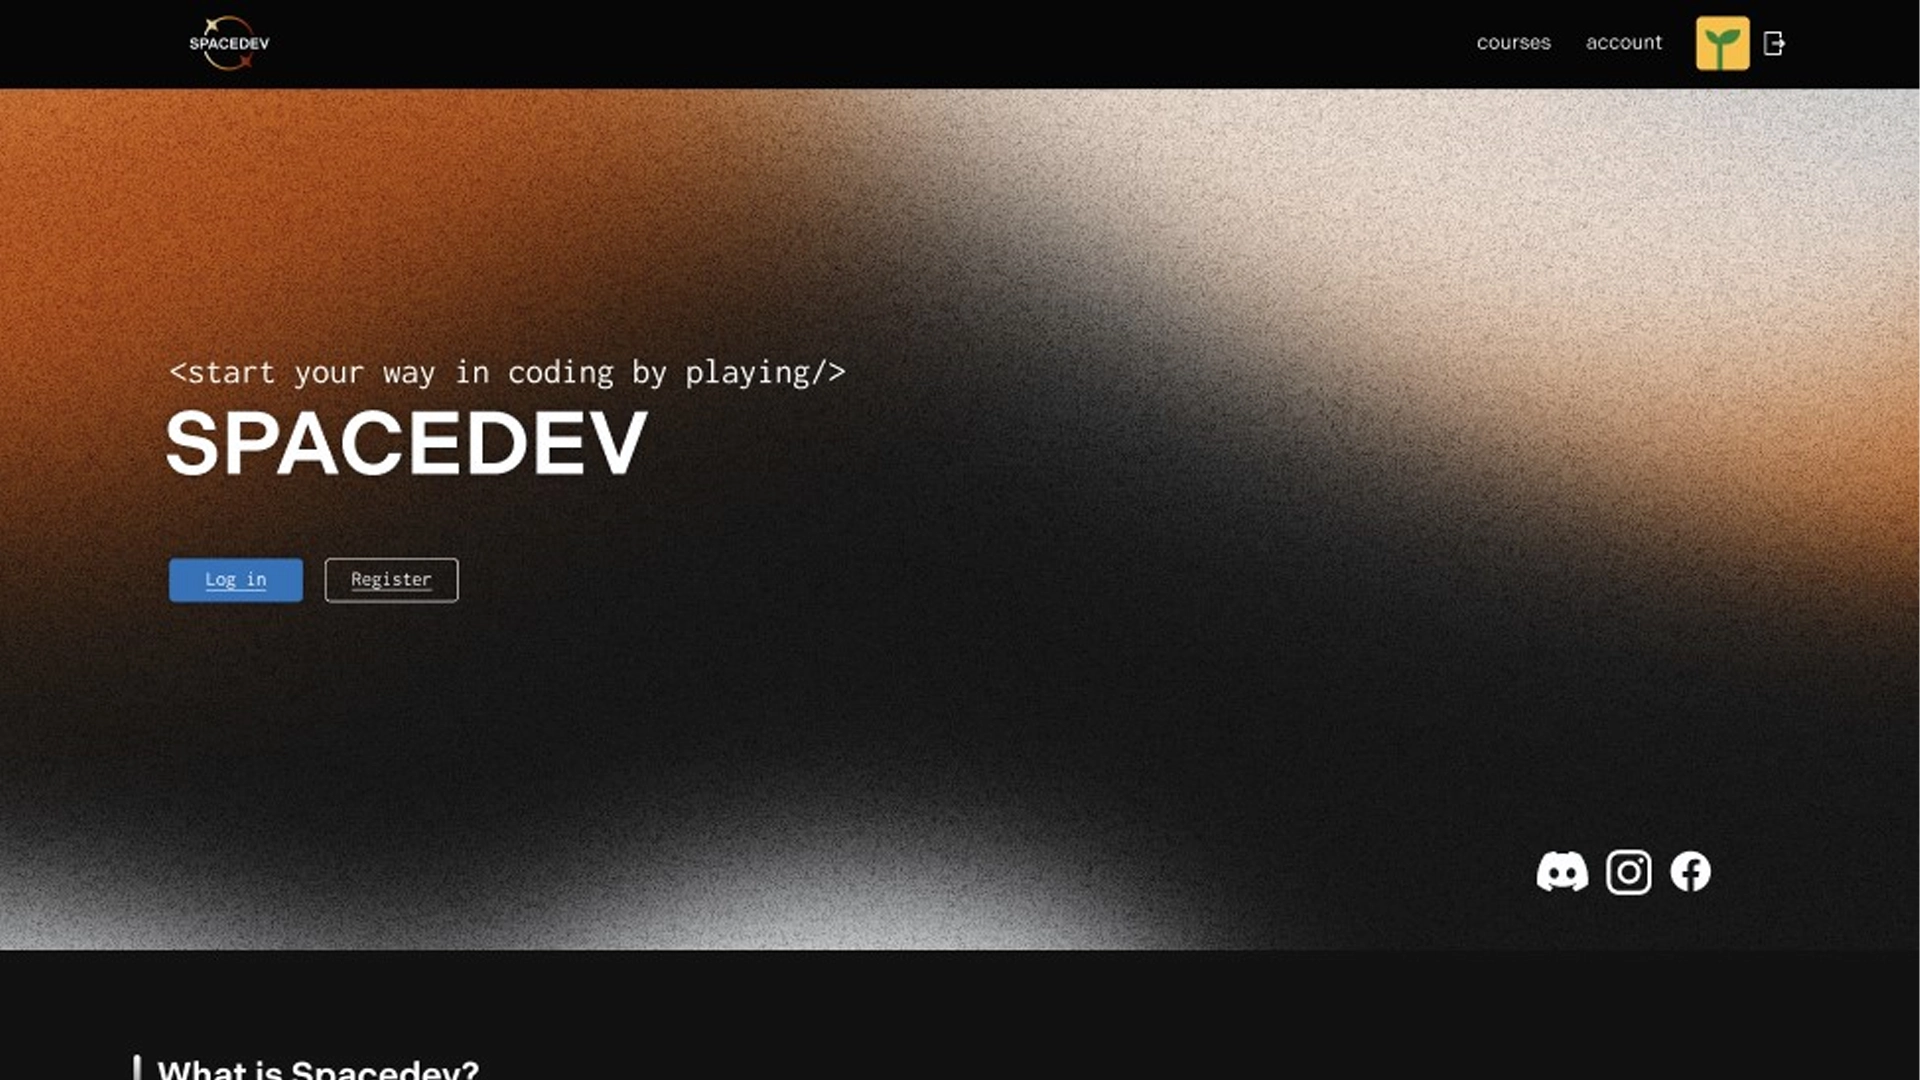 SPACEDEV
courses
account
<start your way in coding by playing/>
SPACEDEV
Log in
Register
What is Spacedev?